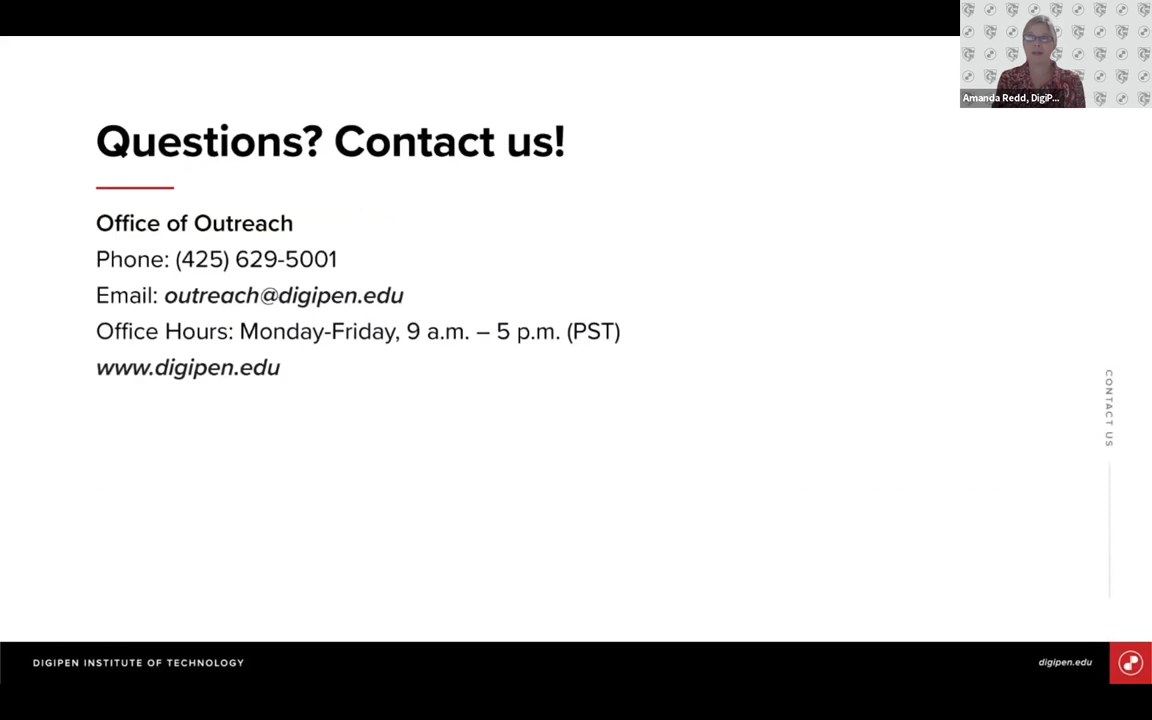 Amanda Redd, DigiP...
Questions? Contact us!
Office of Outreach
Phone: (425) 629-5001
Email: outreach@digipen.edu
Office Hours: Monday-Friday, 9 a.m. – 5 p.m. (PST)
www.digipen.edu
CONTACT US
DIGIPEN INSTITUTE OF TECHNOLOGY
digipen.edu